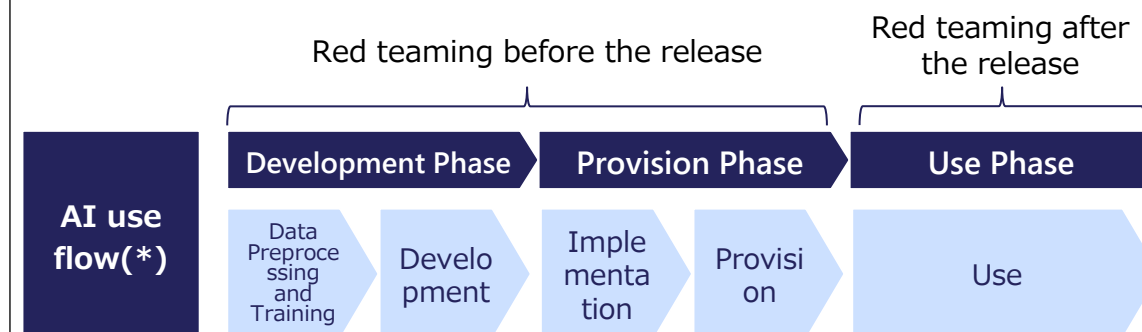 Red teaming before the release
Red teaming after
the release
Development Phase
Provision Phase
Use Phase
AI use
flow(*)
Data
Preproce
ssing
and
Training
Develo
pment
Imple
menta
tion
Provisi
on
Use